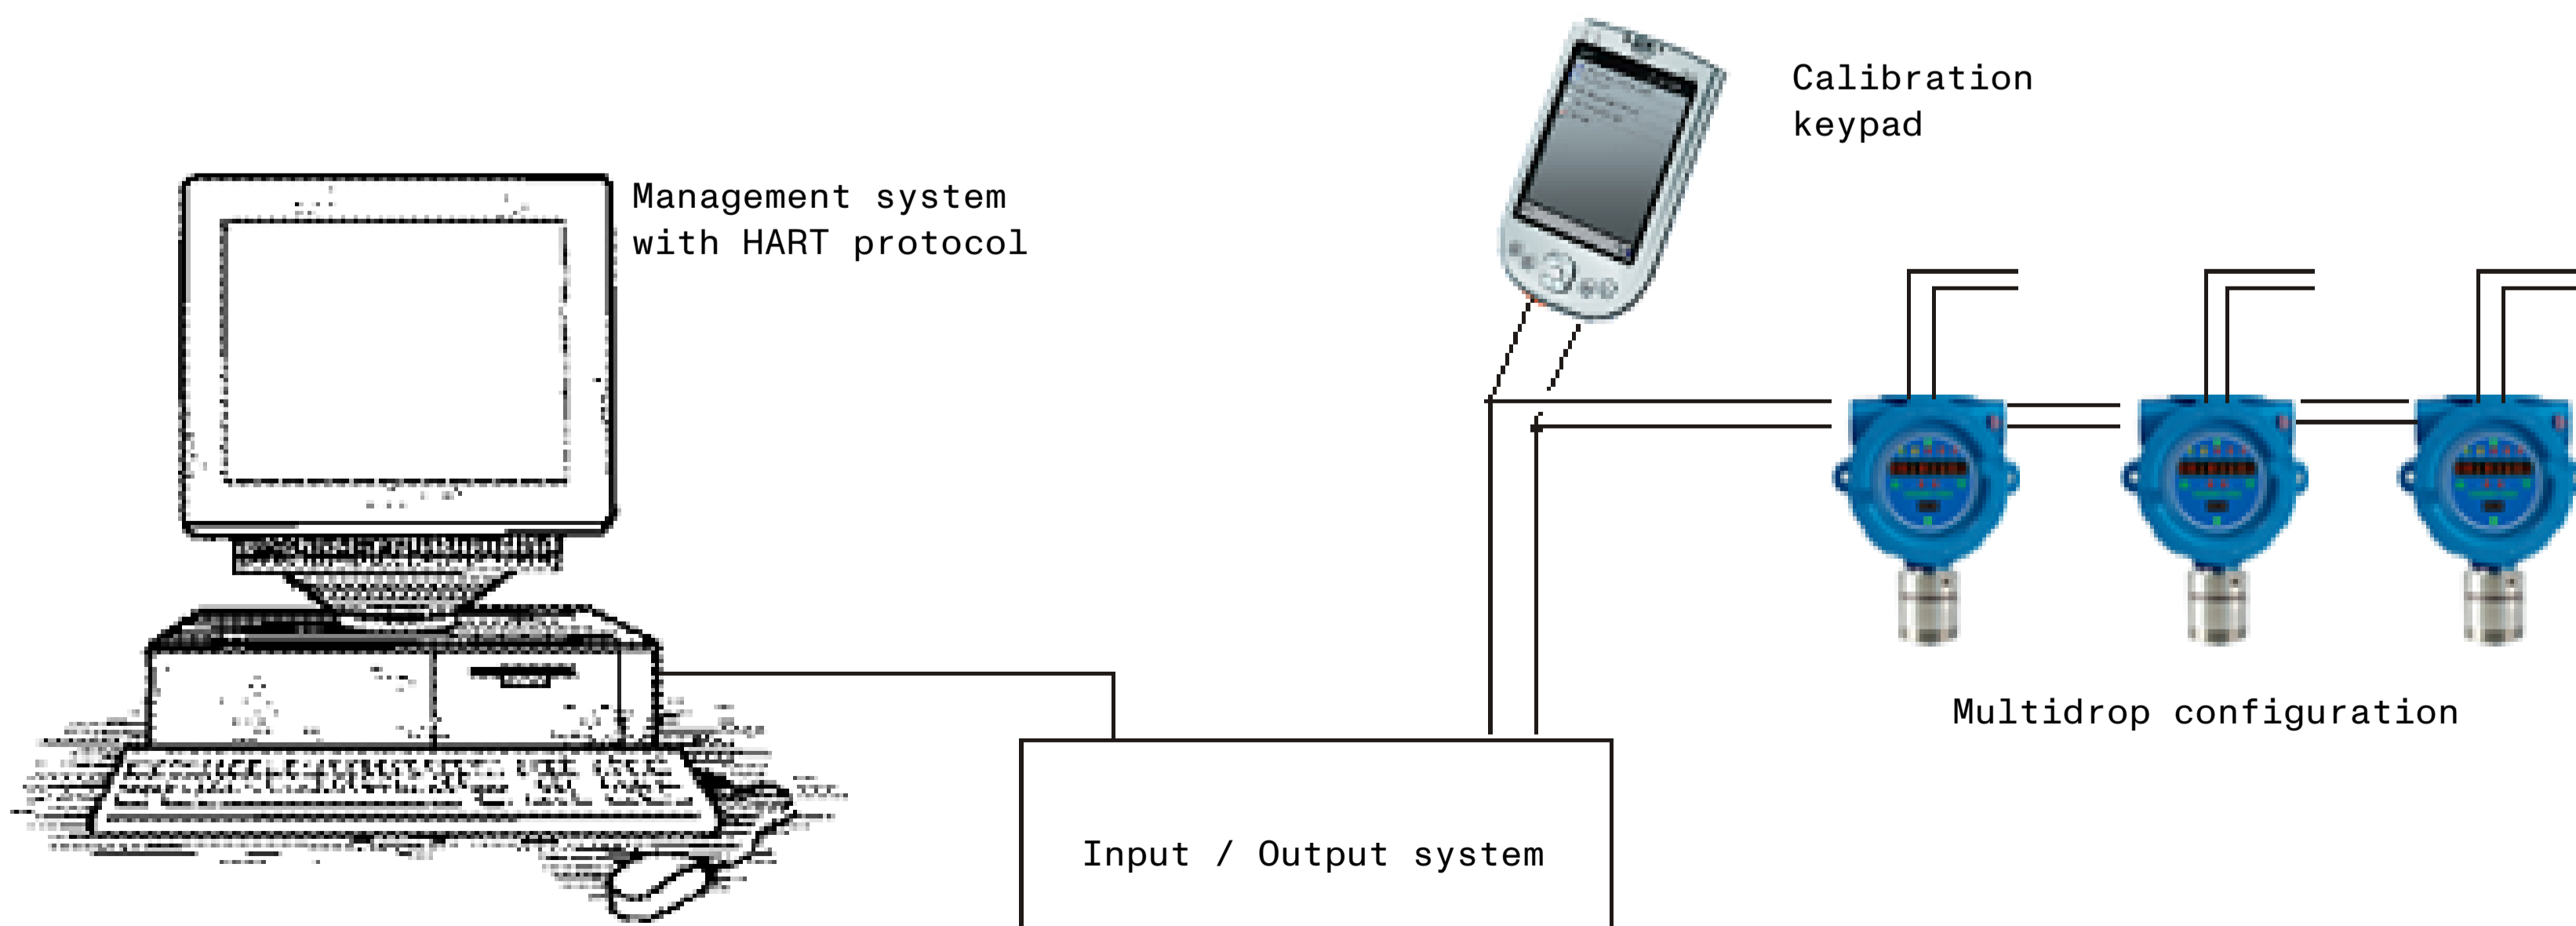 Calibration
keypad
Management system
with HART protocol
Multidrop configuration
Input / Output system